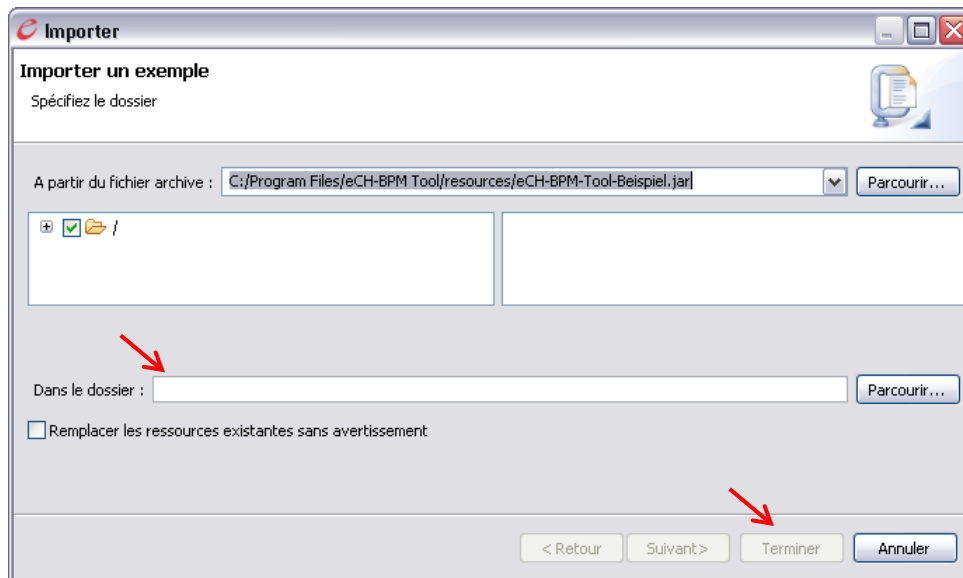 Importer
Importer un exemple
Spécifiez le dossier
A partir du fichier archive : C:/Program Files/eCH-BPM Tool/resources/eCH-BPM-Tool-Beispiel.jar Parcourir...
/
Dans le dossier : Parcourir...
Remplacer les ressources existantes sans avertissement
< Retour Suivant> Terminer Annuler